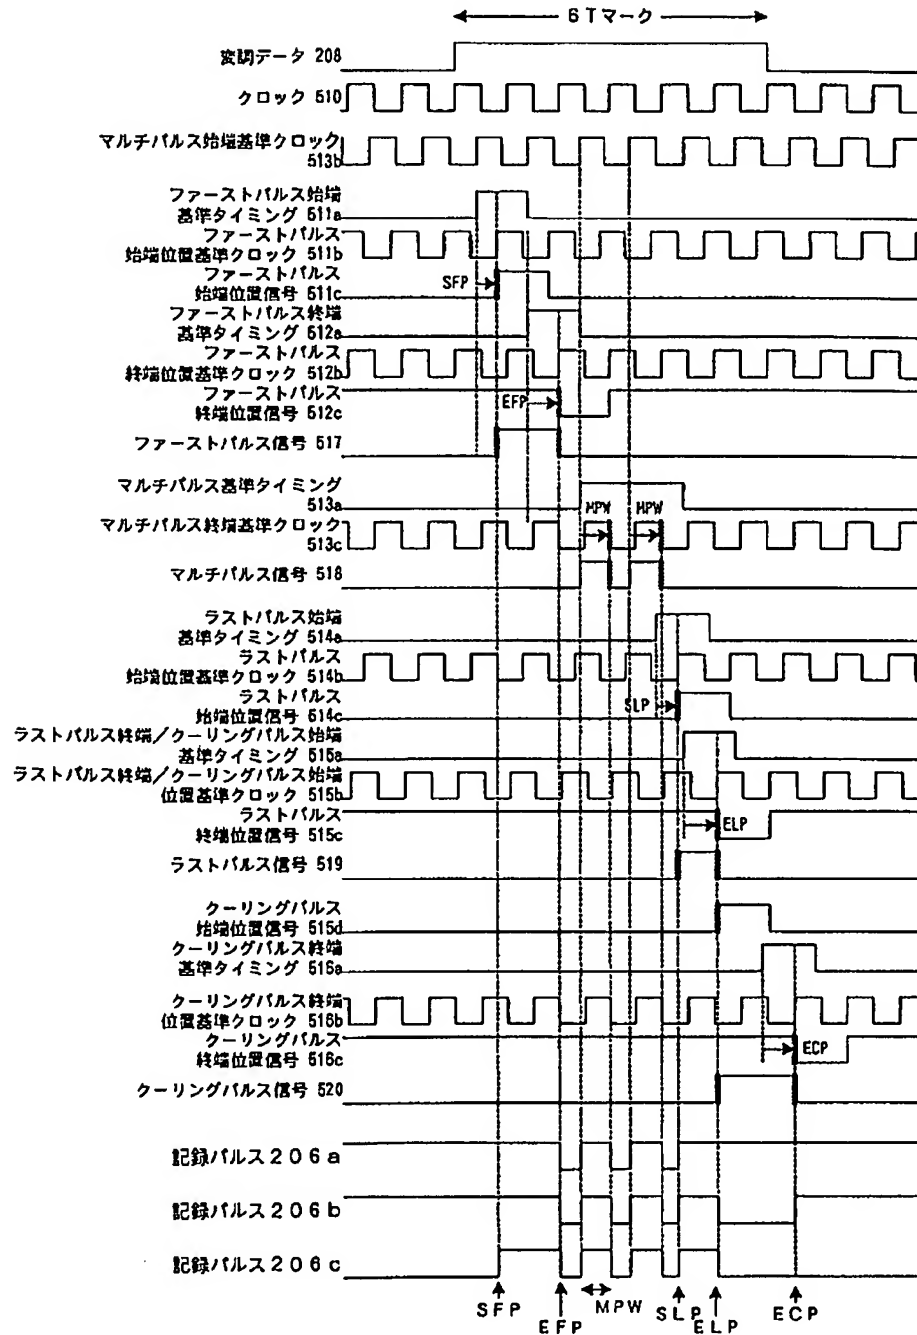 6Tマーク
変調データ 208
クロック 510
マルチパルス始端基準クロック
513b
ファーストパルス始端
基準タイミング 511a
ファーストパルス
始端位置基準クロック 511b
ファーストパルス
始端位置信号 511c
SFP
ファーストパルス終端
基準タイミング 512a
ファーストパルス
終端位置基準クロック 512b
ファーストパルス
終端位置信号 512c
EFP
ファーストパルス信号 517
マルチパルス基準タイミング
513a
MPW MPW
マルチパルス終端基準クロック
513c
マルチパルス信号 518
ラストパルス始端
基準タイミング 514a
ラストパルス
始端位置基準クロック 514b
ラストパルス
始端位置信号 514c
SLP
ラストパルス終端/クーリングパルス始端
基準タイミング 515a
ラストパルス終端/クーリングパルス始端
位置基準クロック 515b
ラストパルス
終端位置信号 515c
ELP
ラストパルス信号 519
クーリングパルス
始端位置信号 515d
クーリングパルス終端
基準タイミング 516a
クーリングパルス終端
位置基準クロック 516b
クーリングパルス
終端位置信号 516c
ECP
クーリングパルス信号 520
記録パルス206a
記録パルス206b
記録パルス206c
SFP
EFP
MPW
SLP
ELP
ECP